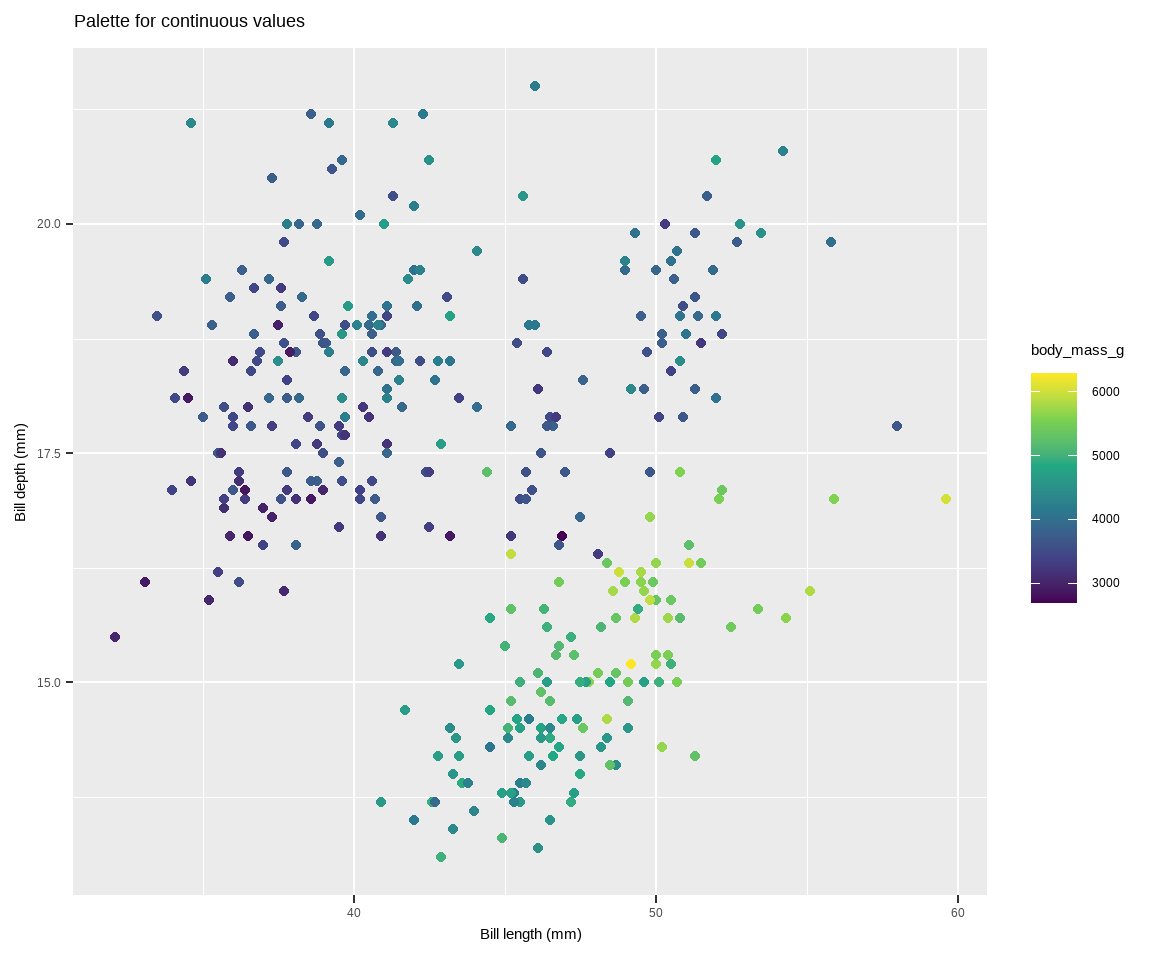 Palette for continuous values
Bill depth (mm)
20.0
17.5
15.0
40
50
60
Bill length (mm)
body_mass_g
6000
5000
4000
3000